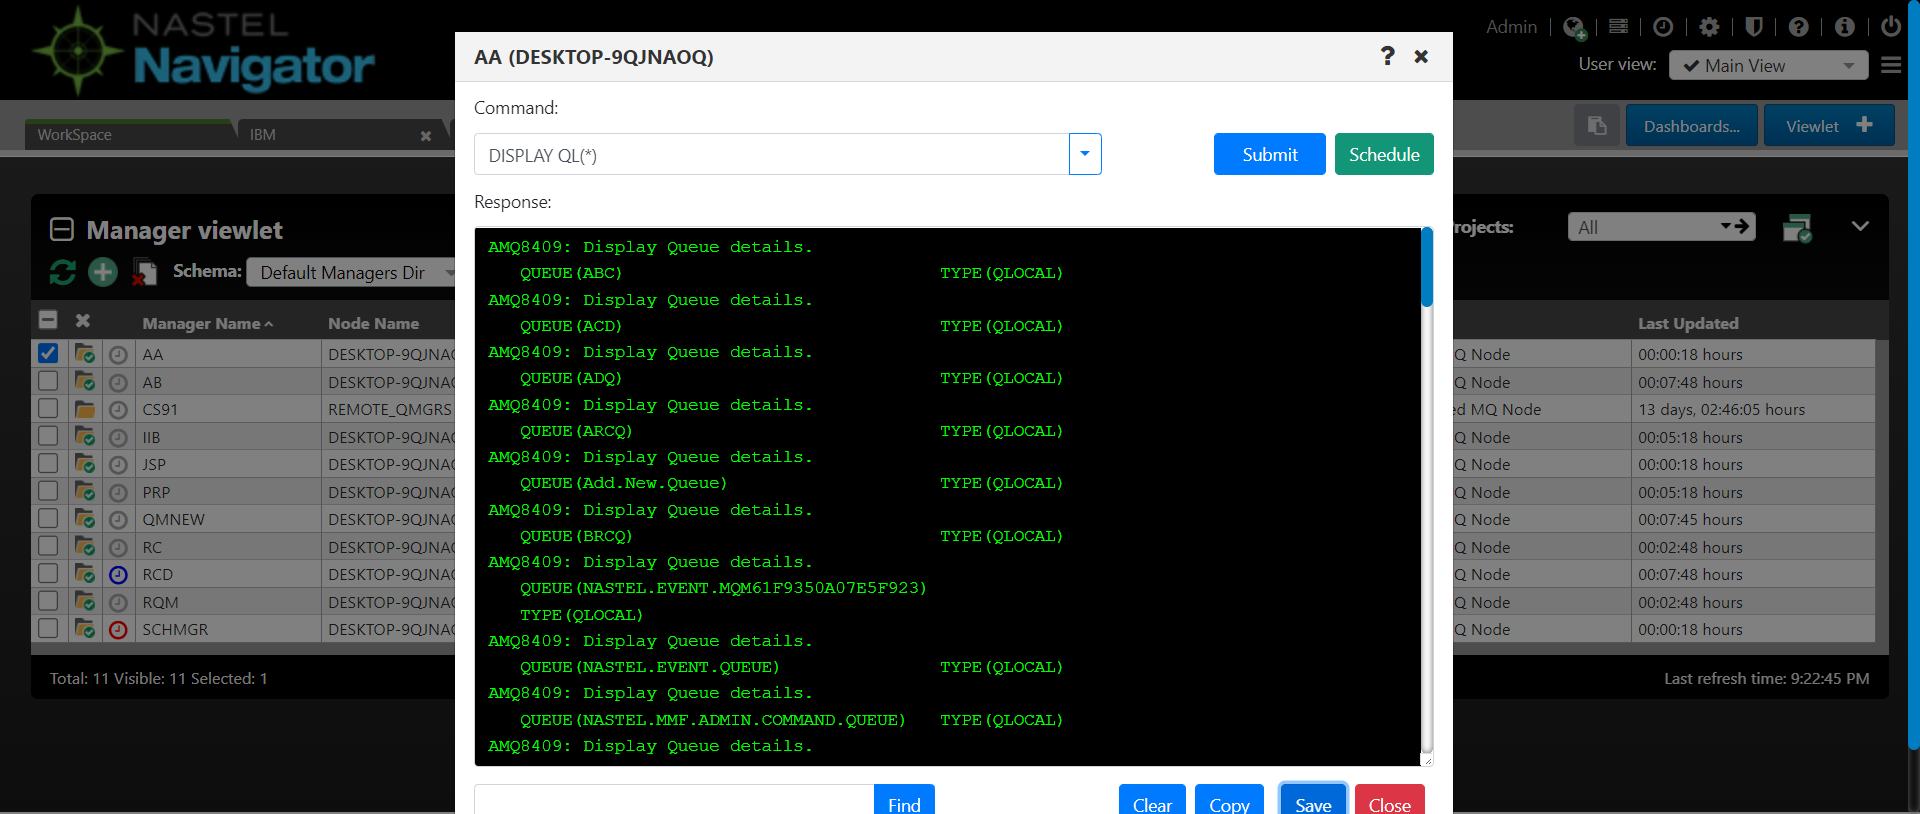 NASTEL
Navigator
Admin
User view:
Main View
WorkSpace
IBM
Dashboards...
Viewlet
AA (DESKTOP-9QJNAOQ)
Command:
DISPLAY QL(*)
Submit
Schedule
Response:
AMQ8409: Display Queue details.
QUEUE(ABC) TYPE(QLOCAL)
AMQ8409: Display Queue details.
QUEUE(ACD) TYPE(QLOCAL)
AMQ8409: Display Queue details.
QUEUE(ADQ) TYPE(QLOCAL)
AMQ8409: Display Queue details.
QUEUE(ARCQ) TYPE(QLOCAL)
AMQ8409: Display Queue details.
QUEUE(Add.New.Queue) TYPE(QLOCAL)
AMQ8409: Display Queue details.
QUEUE(BRCQ) TYPE(QLOCAL)
AMQ8409: Display Queue details.
QUEUE(NASTEL.EVENT.MQM61F9350A07E5F923)
TYPE(QLOCAL)
AMQ8409: Display Queue details.
QUEUE(NASTEL.EVENT.QUEUE) TYPE(QLOCAL)
AMQ8409: Display Queue details.
QUEUE(NASTEL.MMF.ADMIN.COMMAND.QUEUE) TYPE(QLOCAL)
AMQ8409: Display Queue details.
Find
Clear
Copy
Save
Close
Manager viewlet
Schema: Default Managers Dir
rojects: All
Manager Name Node Name Last Updated
AA DESKTOP-9QJNAO Q Node 00:00:18 hours
AB DESKTOP-9QJNAO Q Node 00:07:48 hours
CS91 REMOTE_QMGRS ed MQ Node 13 days, 02:46:05 hours
IIB DESKTOP-9QJNAO Q Node 00:05:18 hours
JSP DESKTOP-9QJNAO Q Node 00:00:18 hours
PRP DESKTOP-9QJNAO Q Node 00:05:18 hours
QMNEW DESKTOP-9QJNAO Q Node 00:07:45 hours
RC DESKTOP-9QJNAO Q Node 00:02:48 hours
RCD DESKTOP-9QJNAO Q Node 00:07:48 hours
RQM DESKTOP-9QJNAO Q Node 00:02:48 hours
SCHMGR DESKTOP-9QJNAO Q Node 00:00:18 hours
Total: 11 Visible: 11 Selected: 1
Last refresh time: 9:22:45 PM